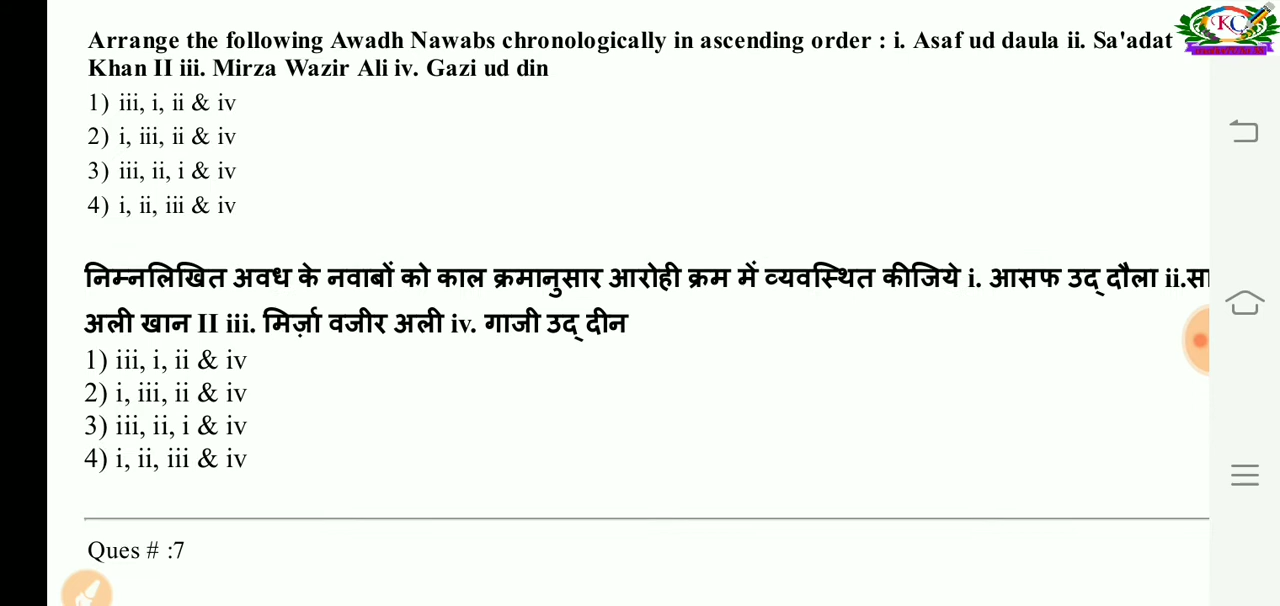 Arrange the following Awadh Nawabs chronologically in ascending order : i. Asaf ud daula ii. Sa'adat
Khan II iii. Mirza Wazir Ali iv. Gazi ud din
1) iii, i, ii & iv
2) i, iii, ii & iv
3) iii, ii, i & iv
4) i, ii, iii & iv
निम्नलिखित अवध के नवाबों को काल क्रमानुसार आरोही क्रम में व्यवस्थित कीजिये i. आसफ उद् दौला ii.सा
अली खान II iii. मिर्ज़ा वजीर अली iv. गाजी उद् दीन
1) iii, i, ii & iv
2) i, iii, ii & iv
3) iii, ii, i & iv
4) i, ii, iii & iv
Ques # :7
KC